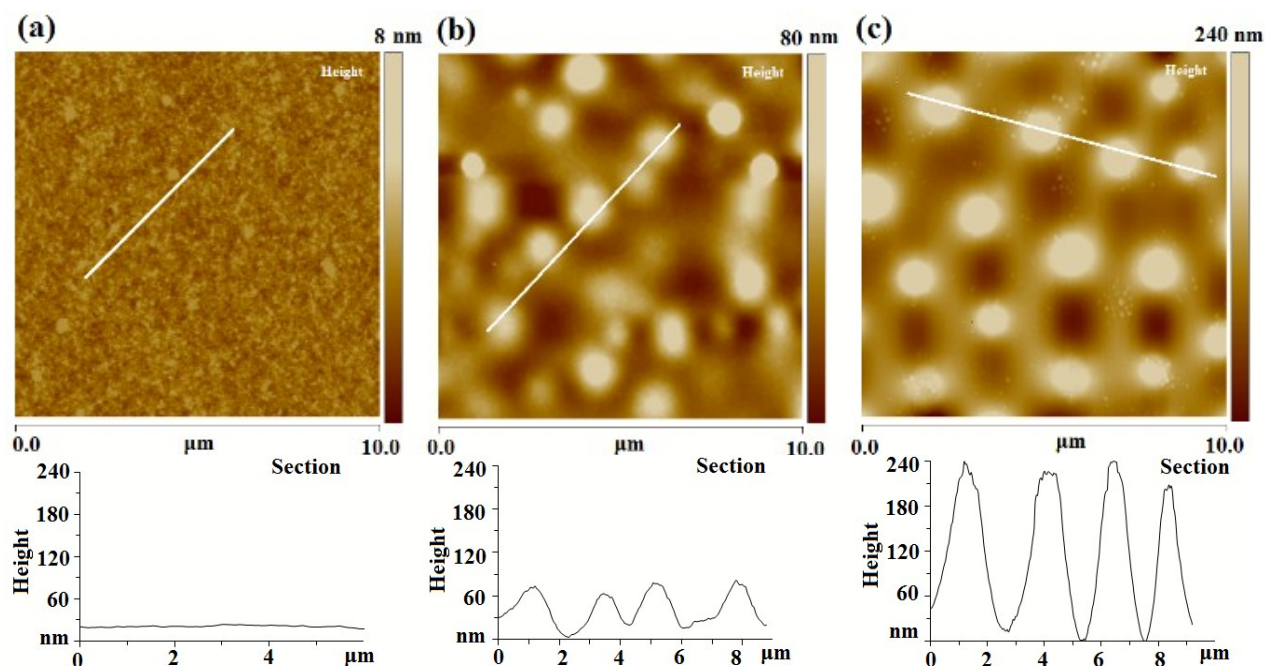 (a)
8 nm
Height
0.0
µm
10.0
Section
240
180
120
60
nm
Height
2
4
µm
(b)
80 nm
Height
0.0
µm
10.0
Section
240
180
120
60
nm
Height
0
2
4
6
8
µm
(c)
240 nm
Height
0.0
µm
10.0
Section
240
180
120
60
nm
Height
0
2
4
6
8
µm